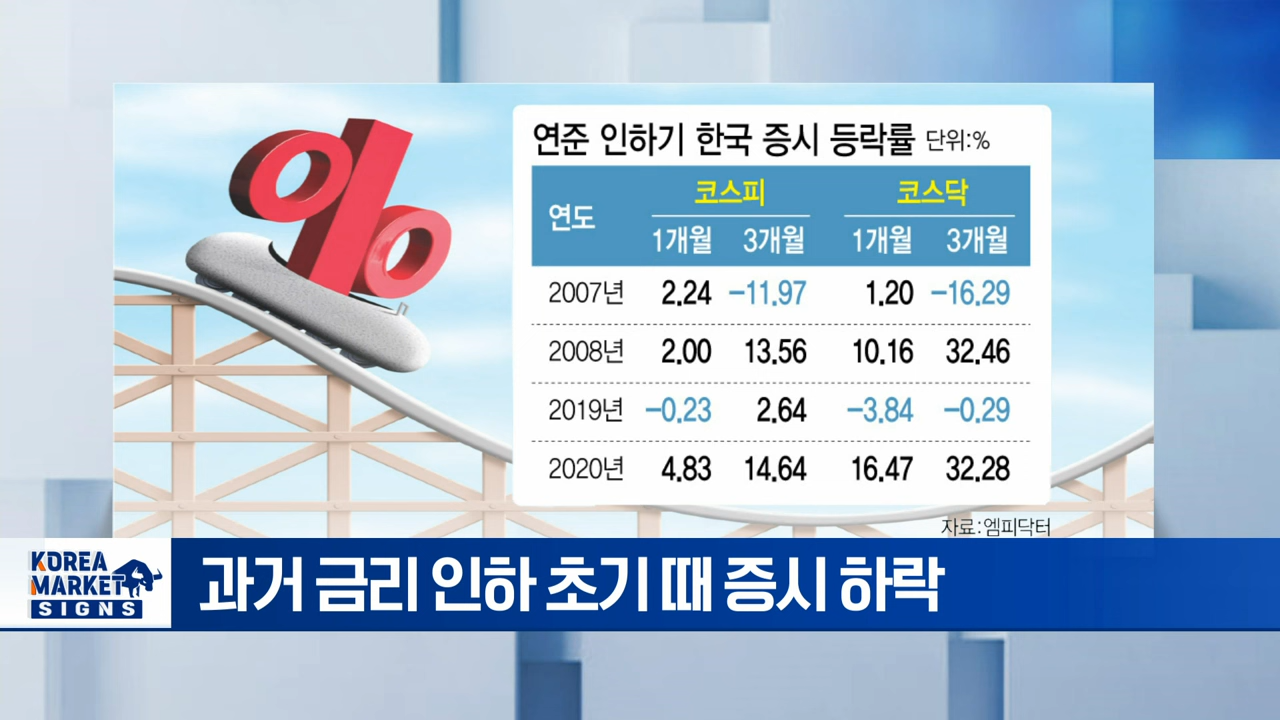 %
연준 인하기 한국 증시 등락률 단위:%
연도 코스피 코스닥
1개월 3개월 1개월 3개월
2007년 2.24 -11.97 1.20 -16.29
2008년 2.00 13.56 10.16 32.46
2019년 -0.23 2.64 -3.84 -0.29
2020년 4.83 14.64 16.47 32.28
자료:엠피닥터
KOREA
MARKET
SIGNS
과거 금리 인하 초기 때 증시 하락